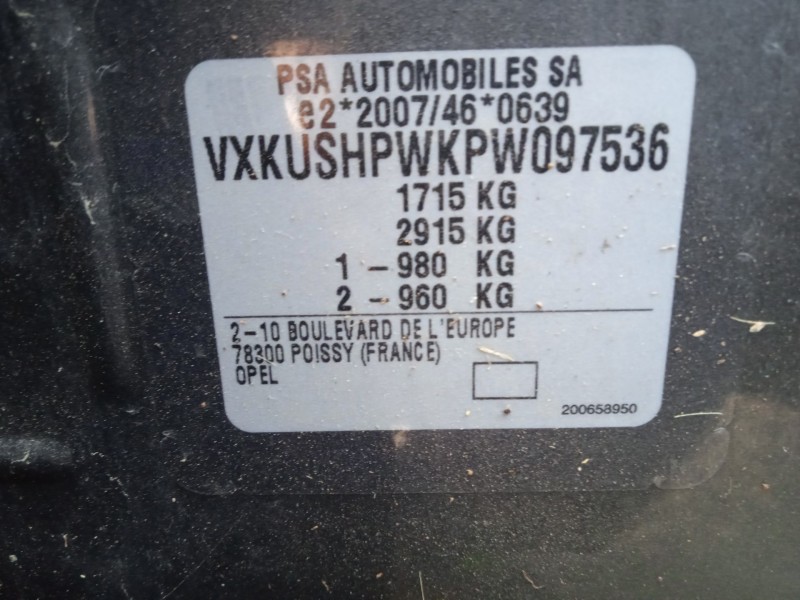 PSA AUTOMOBILES SA
e2*2007/46*0639
VXKUSHPWKPW097536
1715 KG
2915 KG
1 - 980 KG
2 - 960 KG
2-10 BOULEVARD DE L'EUROPE
78300 POISSY (FRANCE)
OPEL
200658950